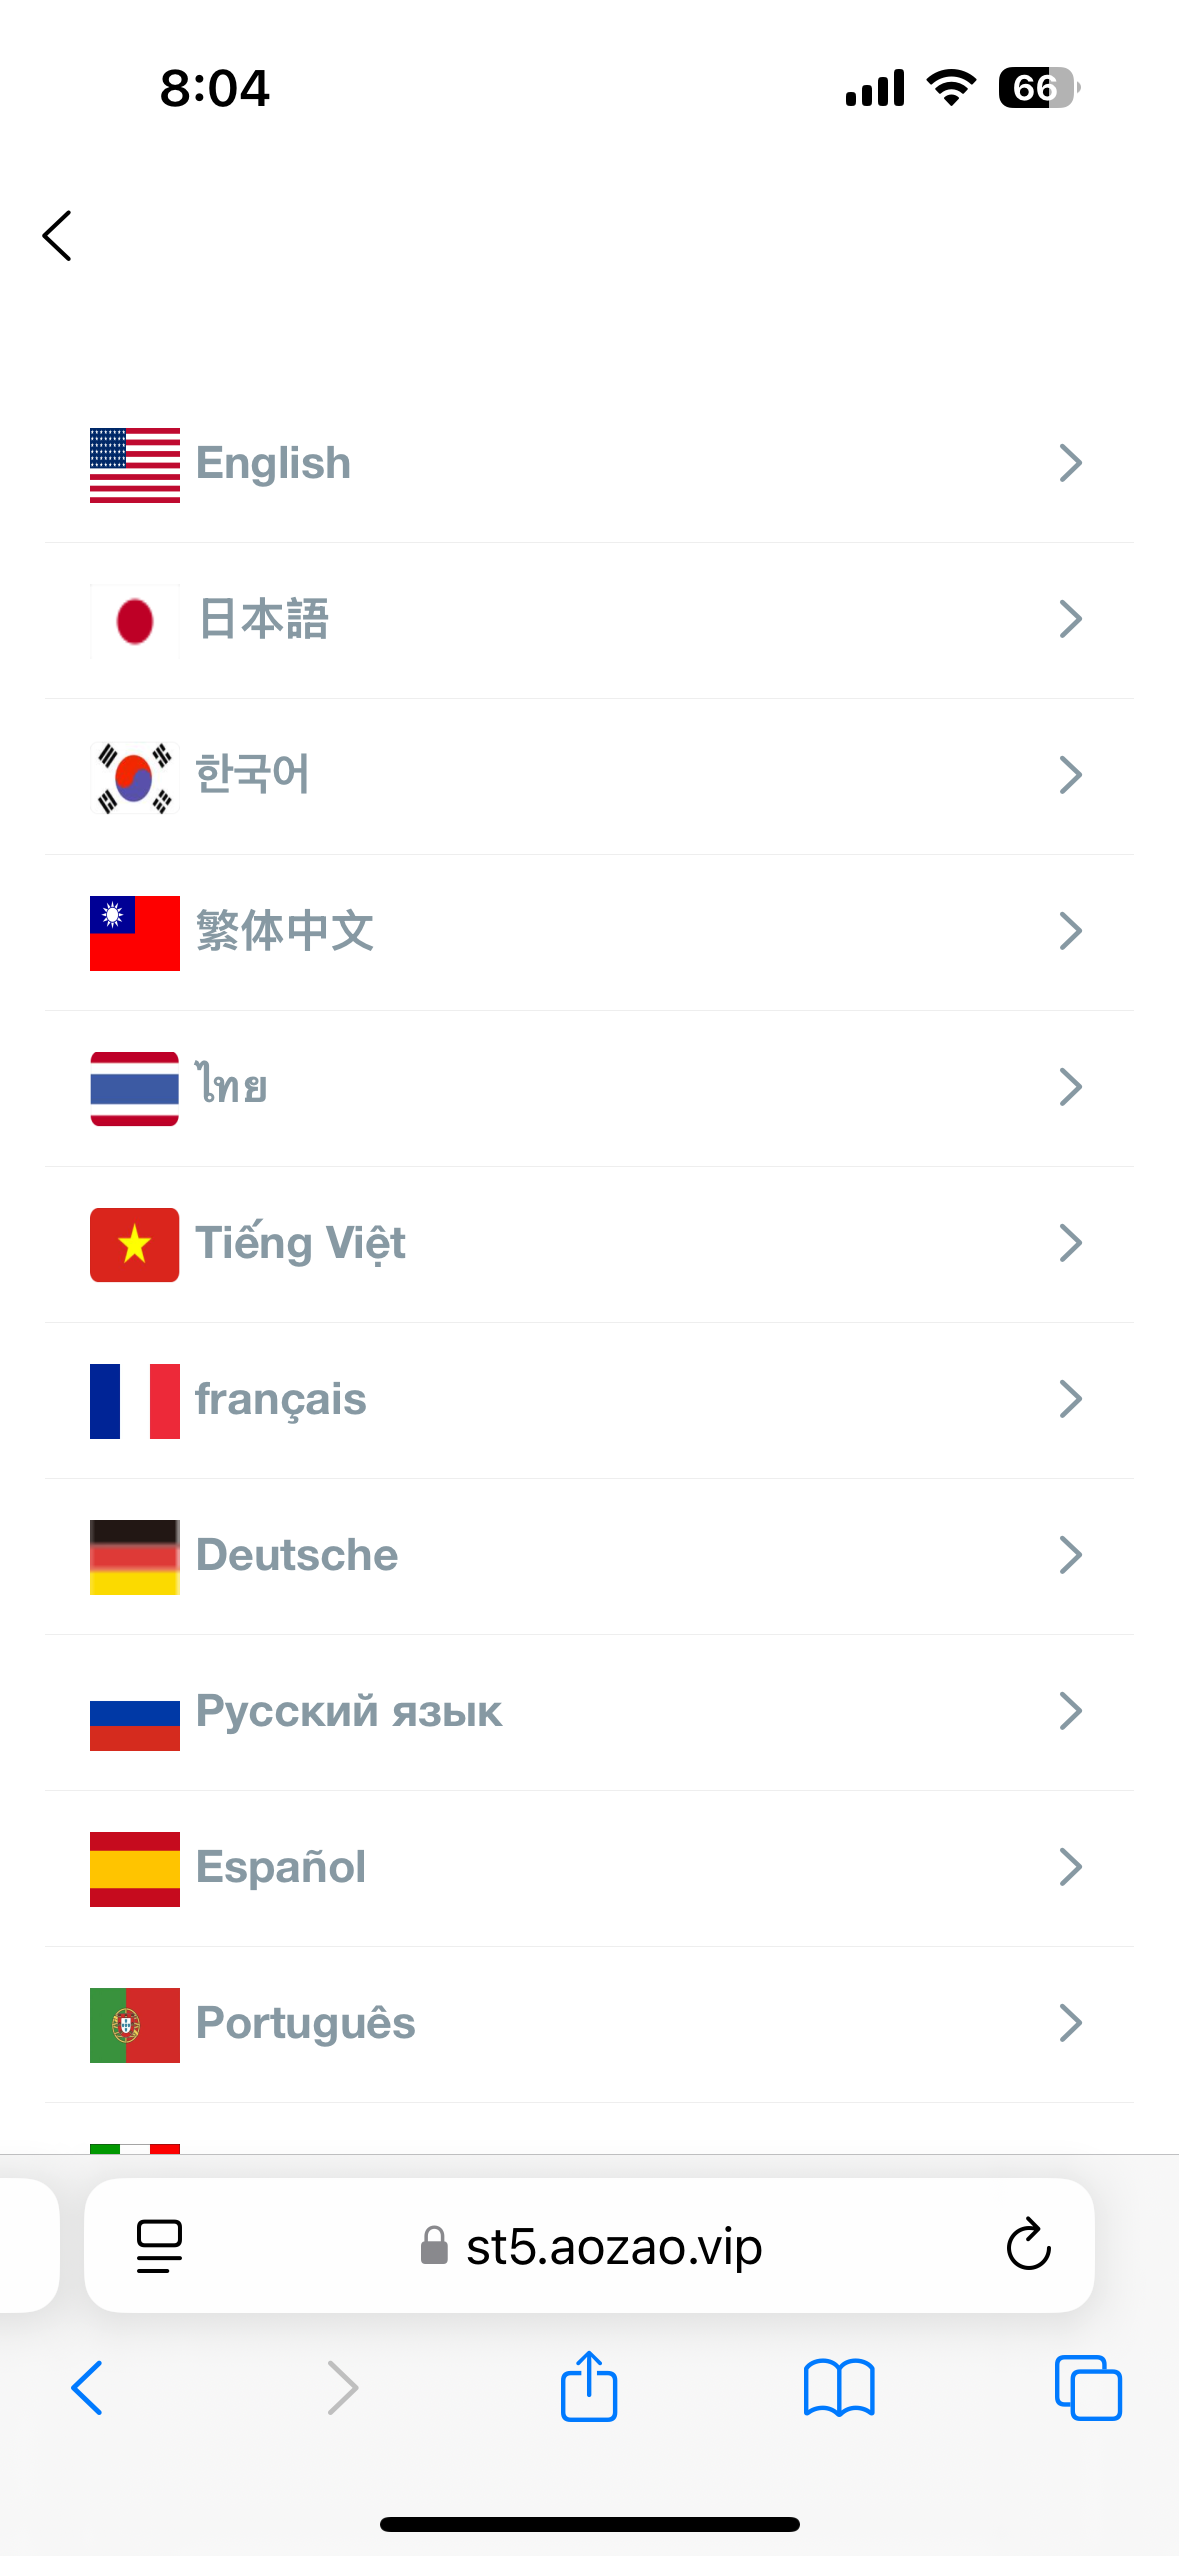 8:04
66
English
日本語
한국어
繁体中文
ไทย
Tiếng Việt
français
Deutsche
Русский язык
Español
Português
st5.aozao.vip